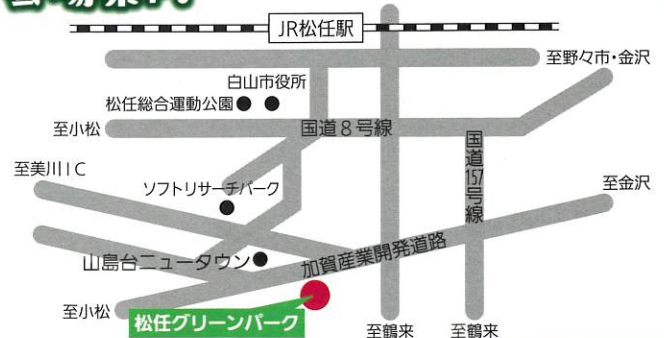 JR松任駅
至野々市・金沢
白山市役所
松任総合運動公園
至小松
国道8号線
国道157号線
至美川IC
ソフトリサーチパーク
至金沢
山島台ニュータウン
加賀産業開発道路
至小松
松任グリーンパーク
至鶴来
至鶴来